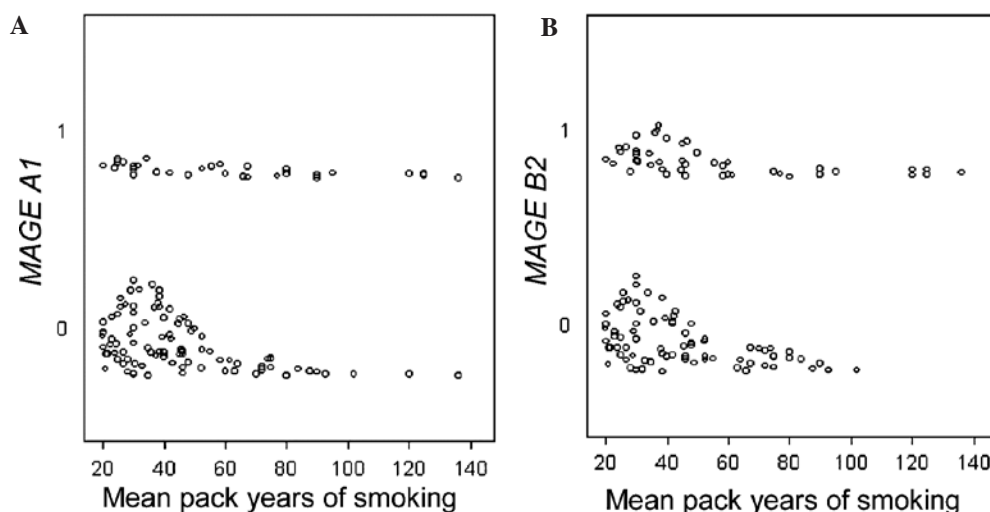 A
MAGE A1
1
0
20 40 60 80 100 120 140
Mean pack years of smoking
B
MAGE B2
1
0
20 40 60 80 100 120 140
Mean pack years of smoking